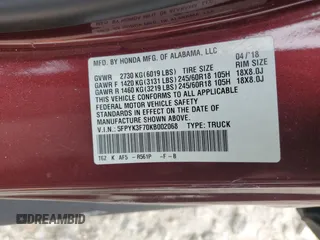 MFD. BY HONDA MFG. OF ALABAMA, LLC 04/18
GVWR 2730 KG(6019 LBS) TIRE SIZE RIM SIZE
GAWR F 1420 KG(3131 LBS)245/60R18 105H 18X8.0J
GAWR R 1460 KG(3219 LBS)245/60R18 105H 18X8.0J
THIS VEHICLE CONFORMS TO ALL APPLICABLE
FEDERAL MOTOR VEHICLE SAFETY STANDARDS
IN EFFECT ON THE DATE OF MANUFACTURE
SHOWN ABOVE.
V.I.N.: 5FPYK3F70KB002068 TYPE: TRUCK
T6Z K AF5 -R561P -F-B
DREAMBID